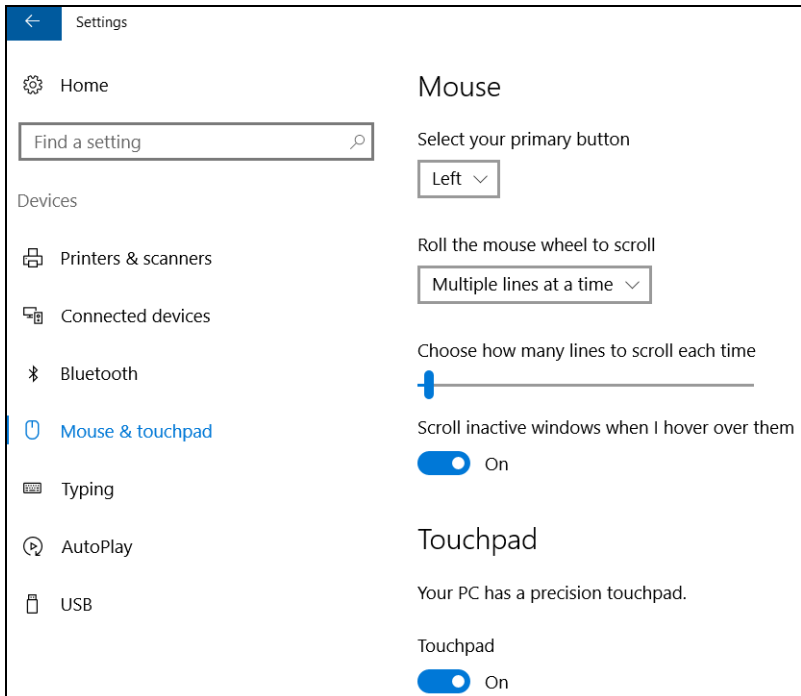 Settings
Home
Find a setting
Devices
Printers & scanners
Connected devices
Bluetooth
Mouse & touchpad
Typing
AutoPlay
USB
Mouse
Select your primary button
Left
Roll the mouse wheel to scroll
Multiple lines at a time
Choose how many lines to scroll each time
Scroll inactive windows when I hover over them
On
Touchpad
Your PC has a precision touchpad.
Touchpad
On